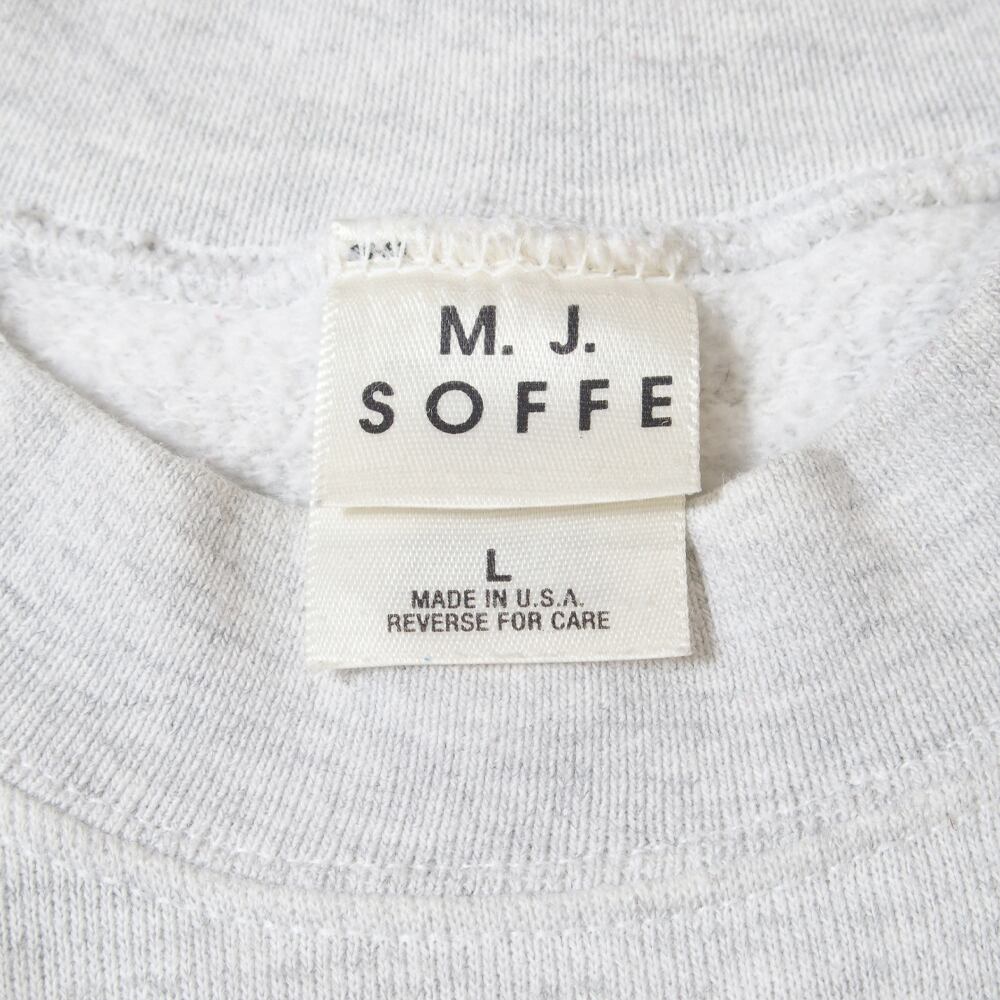 M. J.
SOFFE
L
MADE IN U.S.A.
REVERSE FOR CARE